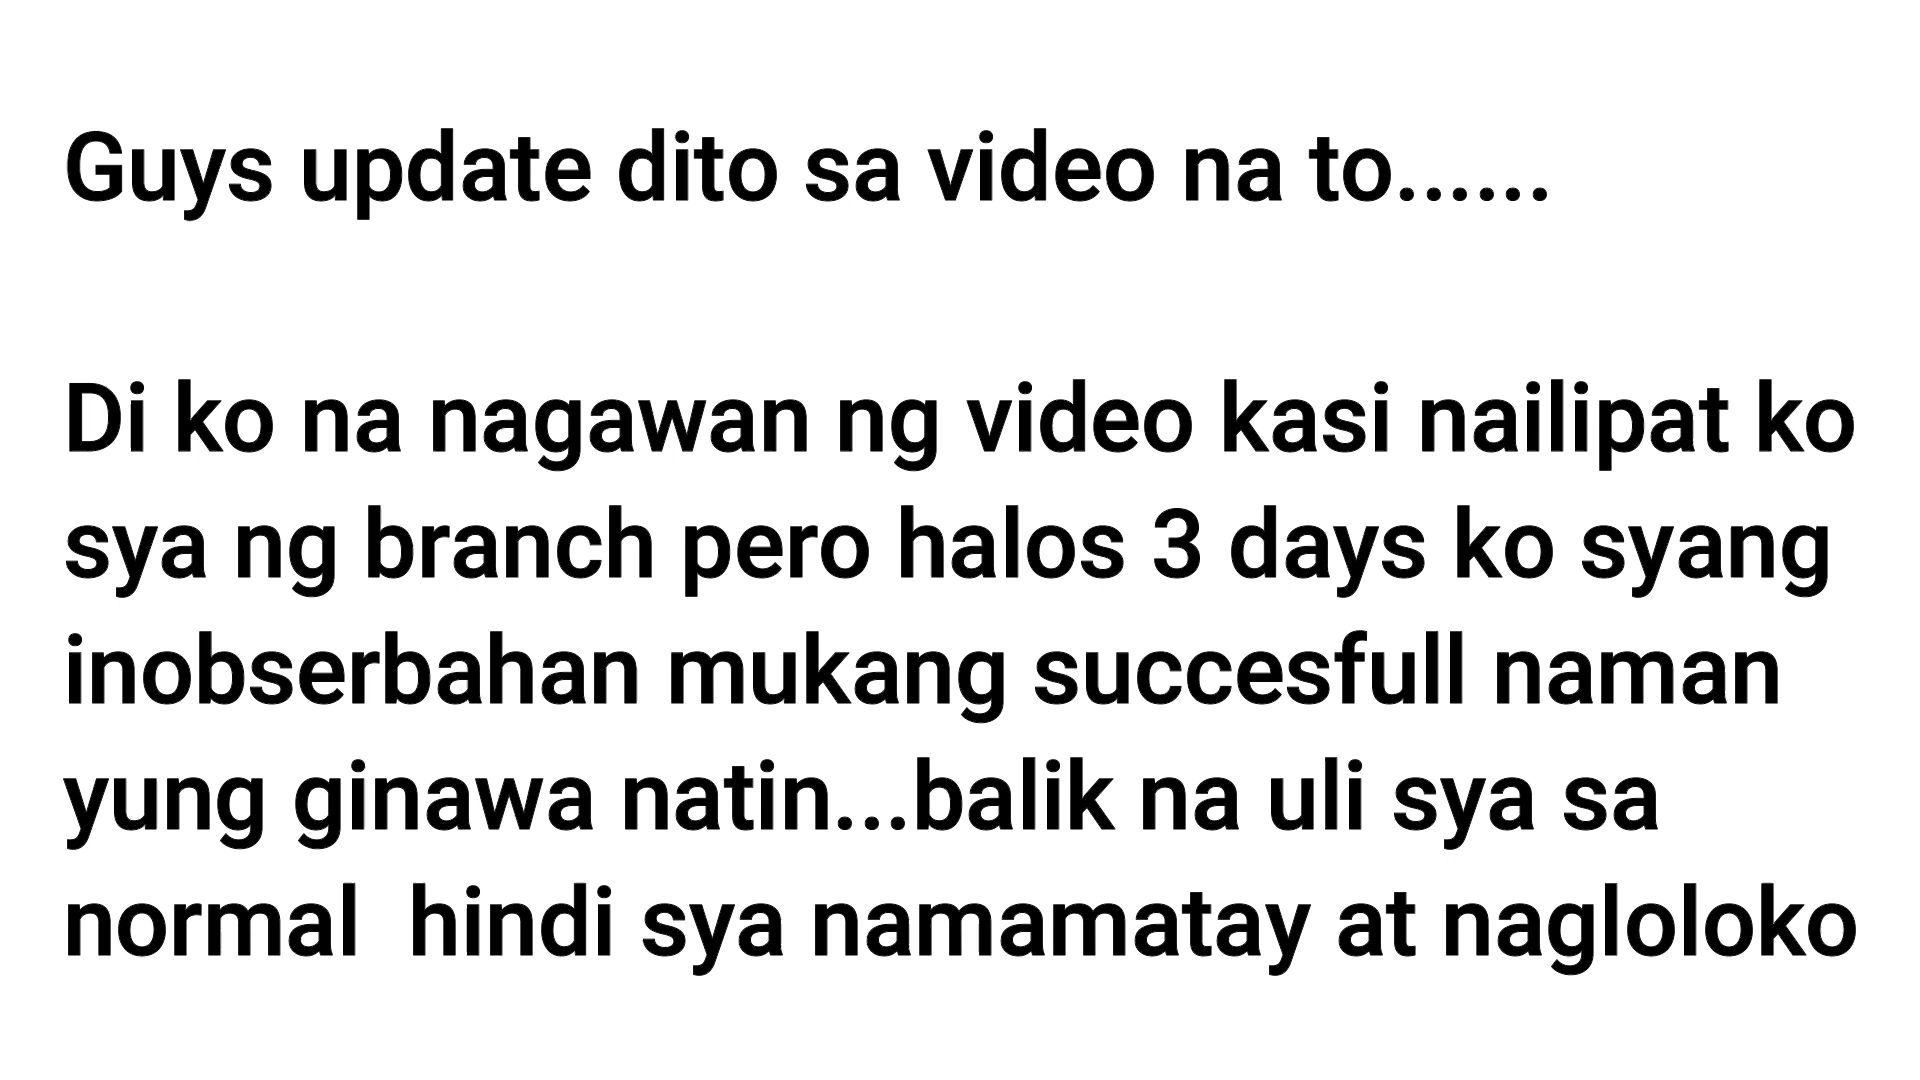 Guys update dito sa video na to......
Di ko na nagawan ng video kasi nailipat ko
sya ng branch pero halos 3 days ko syang
inobserbahan mukang succesfull naman
yung ginawa natin...balik na uli sya sa
normal  hindi sya namamatay at nagloloko